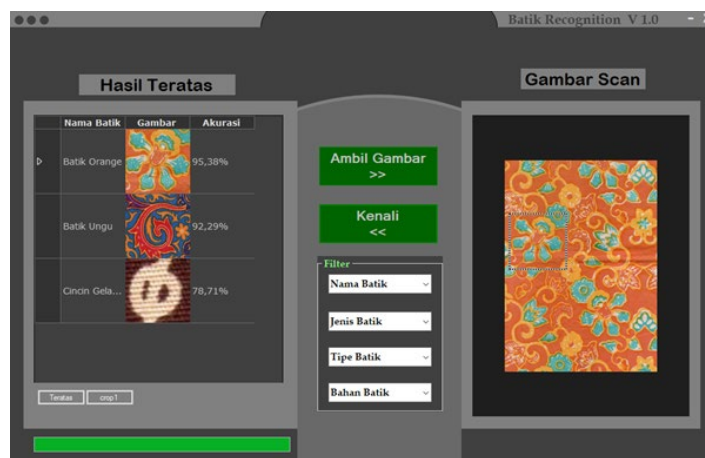 Batik Recognition V 1.0
Hasil Teratas
Gambar Scan
Nama Batik Gambar Akurasi
Batik Orange 95,38%
Batik Ungu 92,29%
Cincin Gela... 78,71%
Ambil Gambar
>>
Kenali
<<
Filter
Nama Batik
Jenis Batik
Tipe Batik
Bahan Batik
Teratas crop1